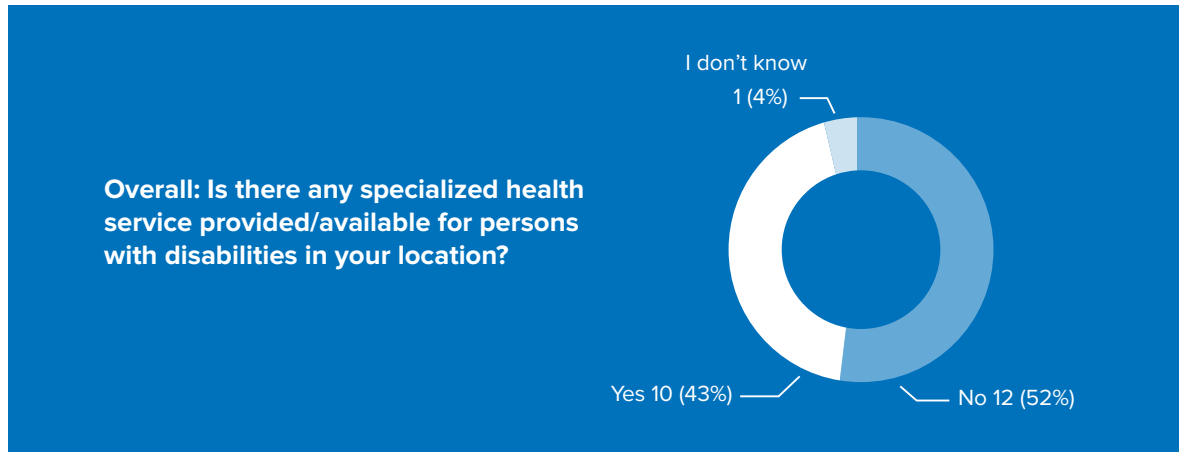 Overall: Is there any specialized health
service provided/available for persons
with disabilities in your location?
I don’t know
1 (4%)
Yes 10 (43%)
No 12 (52%)